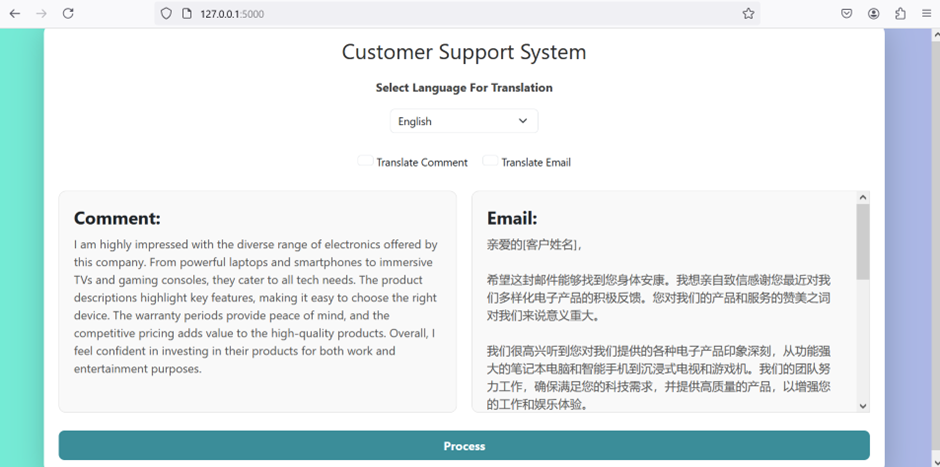 127.0.0.1:5000
Customer Support System
Select Language For Translation
English
Translate Comment Translate Email
Comment:
I am highly impressed with the diverse range of electronics offered by
this company. From powerful laptops and smartphones to immersive
TVs and gaming consoles, they cater to all tech needs. The product
descriptions highlight key features, making it easy to choose the right
device. The warranty periods provide peace of mind, and the
competitive pricing adds value to the high-quality products. Overall, I
feel confident in investing in their products for both work and
entertainment purposes.
Email:
亲爱的[客户姓名]，
希望这封邮件能够找到您身体安康。我想亲自致信感谢您最近对我
们多样化电子产品的积极反馈。您对我们的产品和服务的赞美之词
对我们来说意义重大。
我们很高兴听到您对我们提供的各种电子产品印象深刻，从功能强
大的笔记本电脑和智能手机到沉浸式电视和游戏机。我们的团队努
力工作，确保满足您的科技需求，并提供高质量的产品，以增强您
的工作和娱乐体验。
Process